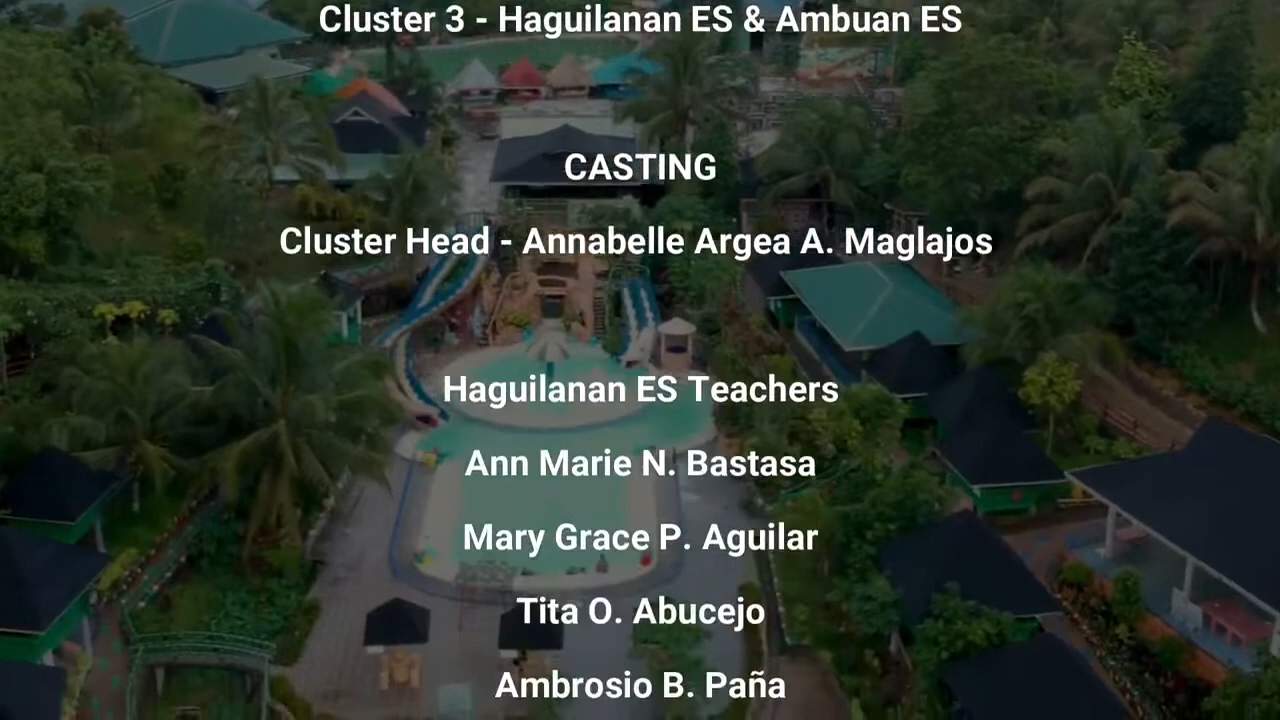 Cluster 3 - Haguilanan ES & Ambuan ES
CASTING
Cluster Head - Annabelle Argea A. Maglajos
Haguilanan ES Teachers
Ann Marie N. Bastasa
Mary Grace P. Aguilar
Tita O. Abucejo
Ambrosio B. Paña